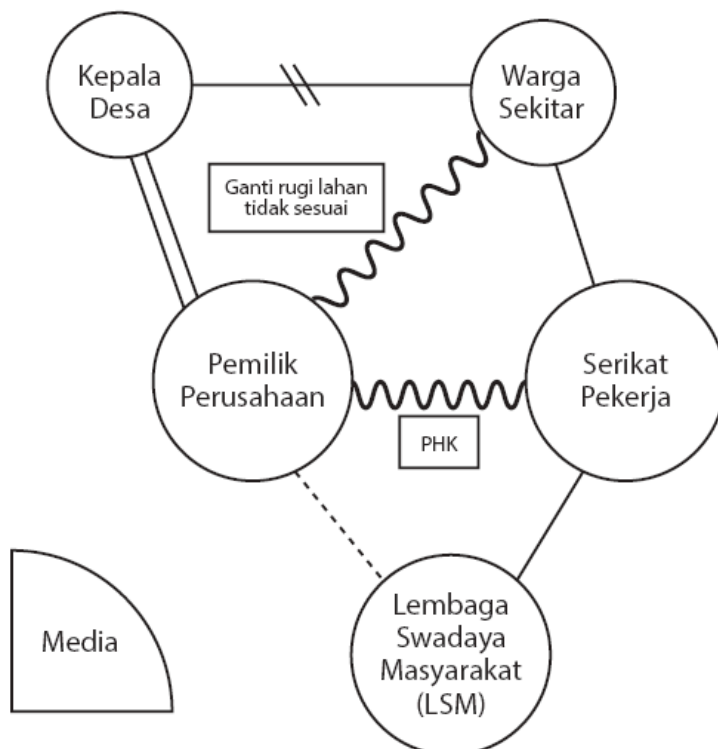 Kepala
Desa
Warga
Sekitar
Ganti rugi lahan
tidak sesuai
Pemilik
Perusahaan
Serikat
Pekerja
PHK
Media
Lembaga
Swadaya
Masyarakat
(LSM)